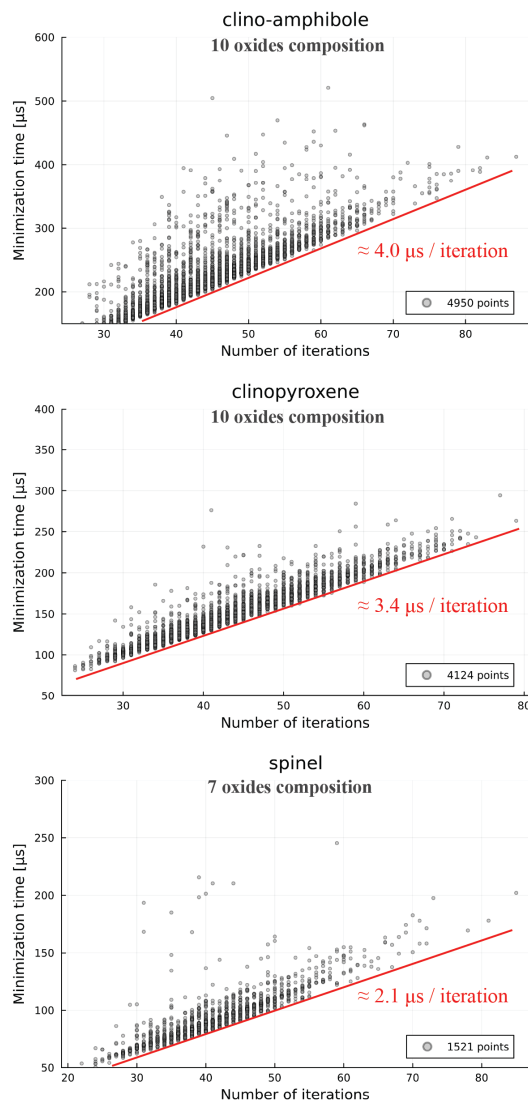 clino-amphibole
10 oxides composition
600
500
400
300
200
Minimization time [µs]
≈ 4.0 µs / iteration
4950 points
30 40 50 60 70 80
Number of iterations
clinopyroxene
10 oxides composition
400
350
300
250
200
150
100
50
Minimization time [µs]
≈ 3.4 µs / iteration
4124 points
30 40 50 60 70 80
Number of iterations
spinel
7 oxides composition
300
250
200
150
100
50
Minimization time [µs]
≈ 2.1 µs / iteration
1521 points
20 30 40 50 60 70 80
Number of iterations